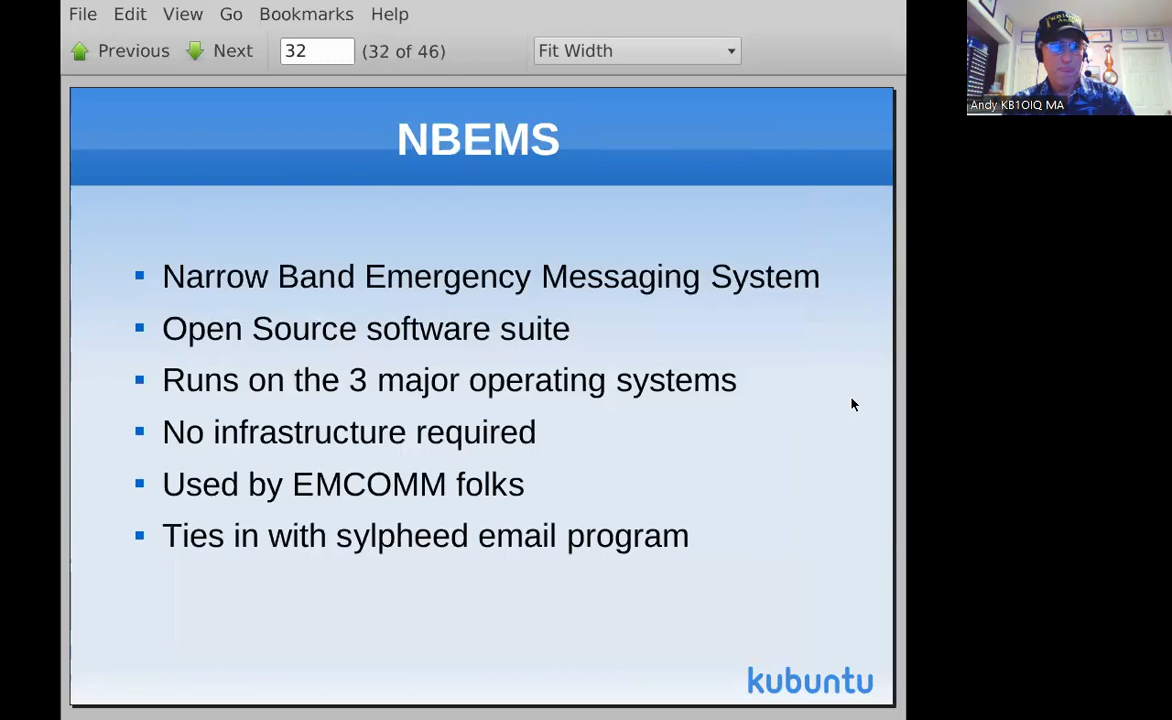 File Edit View Go Bookmarks Help
Previous Next 32 (32 of 46) Fit Width
Andy KB1OIQ MA
NBEMS
Narrow Band Emergency Messaging System
Open Source software suite
Runs on the 3 major operating systems
No infrastructure required
Used by EMCOMM folks
Ties in with sylpheed email program
kubuntu